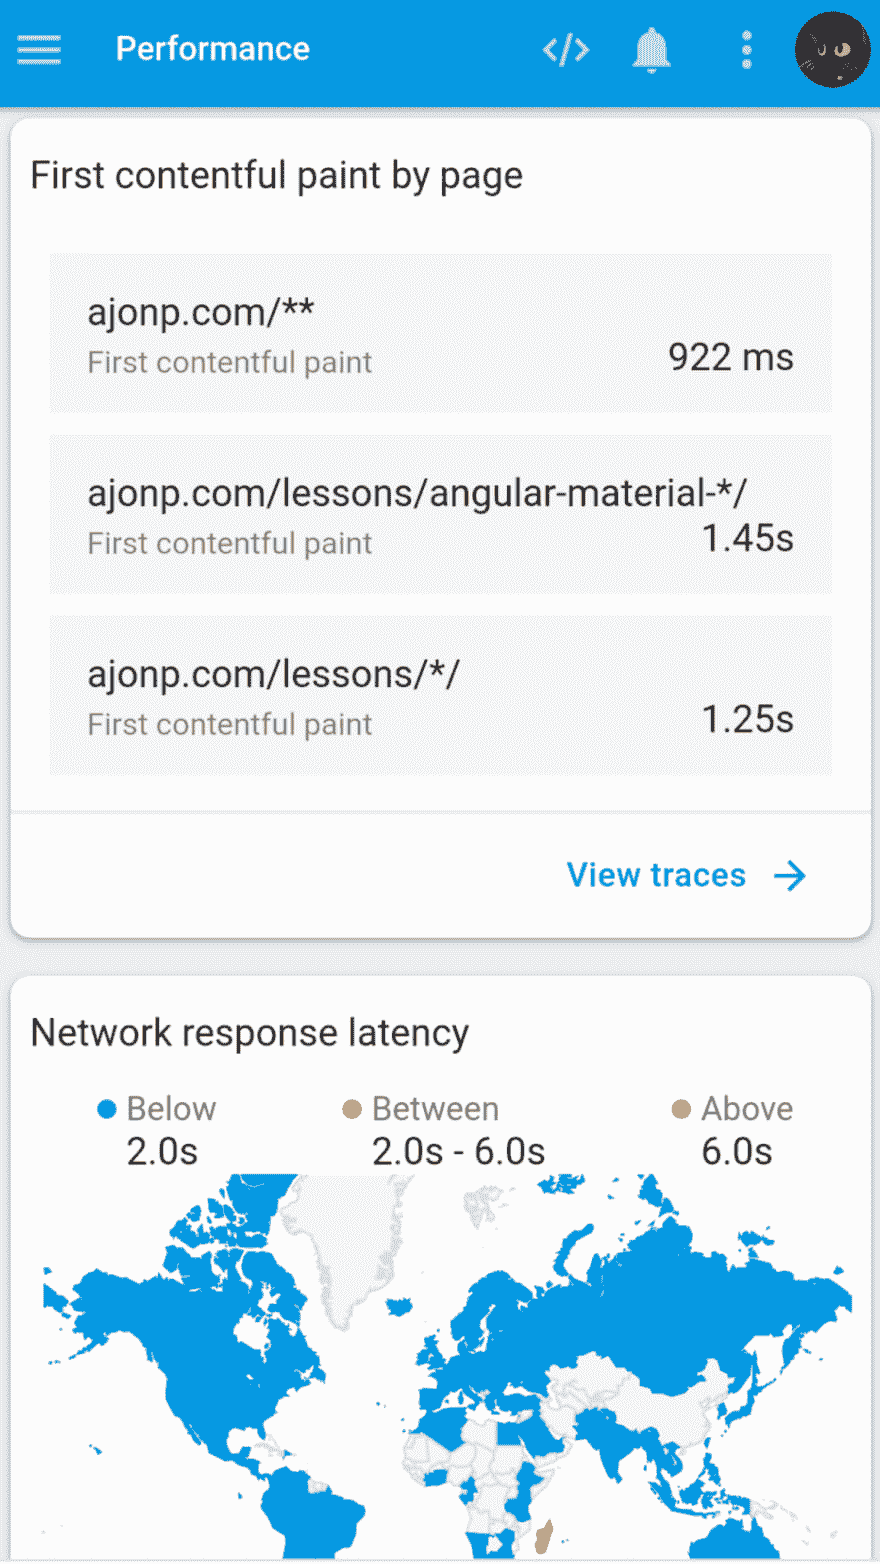 Performance
First contentful paint by page
ajonp.com/**
First contentful paint
922 ms
ajonp.com/lessons/angular-material-*/
First contentful paint
1.45s
ajonp.com/lessons/*/
First contentful paint
1.25s
View traces
Network response latency
Below Between Above
2.0s 2.0s - 6.0s 6.0s